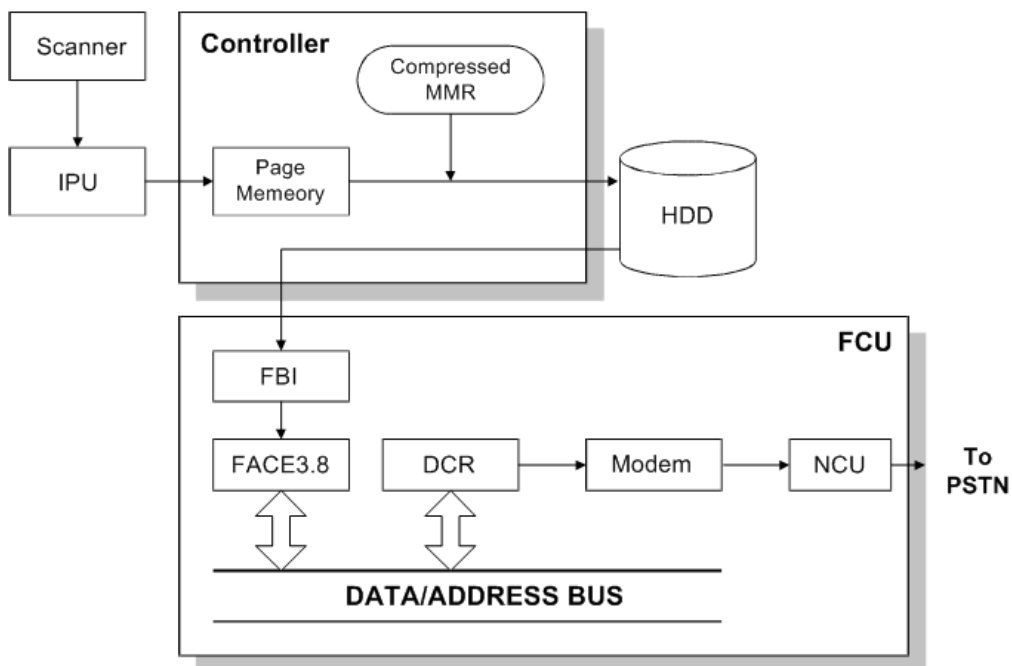 Scanner
Controller
Compressed
MMR
IPU
Page
Memeory
HDD
FCU
FBI
FACE3.8
DCR
Modem
NCU
To
PSTN
DATA/ADDRESS BUS